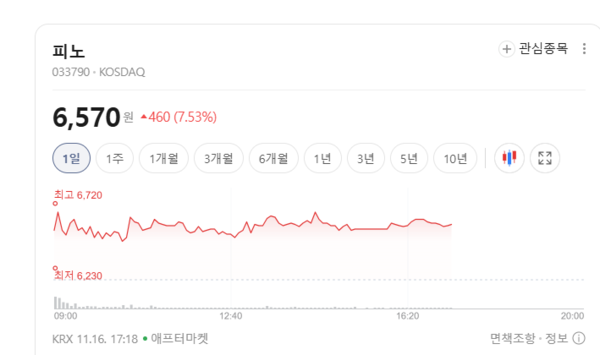 피노
+ 관심종목
033790 · KOSDAQ
6,570원 ▲460 (7.53%)
1일 1주 1개월 3개월 6개월 1년 3년 5년 10년
최고 6,720
최저 6,230
09:00 12:40 16:20 20:00
KRX 11.16. 17:18 애프터마켓 면책조항 · 정보